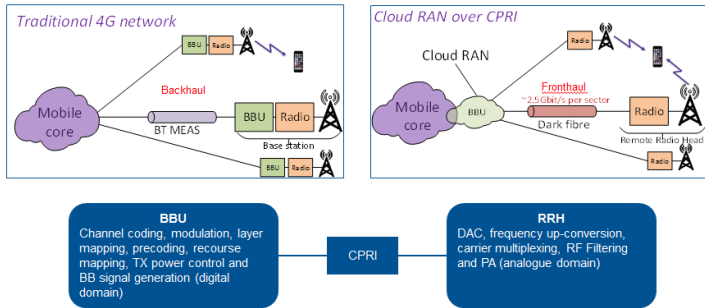 Traditional 4G network
BBU
Radio
Mobile
core
Backhaul
BT MEAS
BBU
Radio
Base station
BBU
Radio
Cloud RAN over CPRI
Cloud RAN
Radio
Mobile
core
BBU
Fronthaul
~2.5Gbit/s per sector
Dark fibre
Radio
Remote Radio Head
Radio
BBU
Channel coding, modulation, layer
mapping, precoding, recourse
mapping, TX power control and
BB signal generation (digital
domain)
CPRI
RRH
DAC, frequency up-conversion,
carrier multiplexing, RF Filtering
and PA (analogue domain)